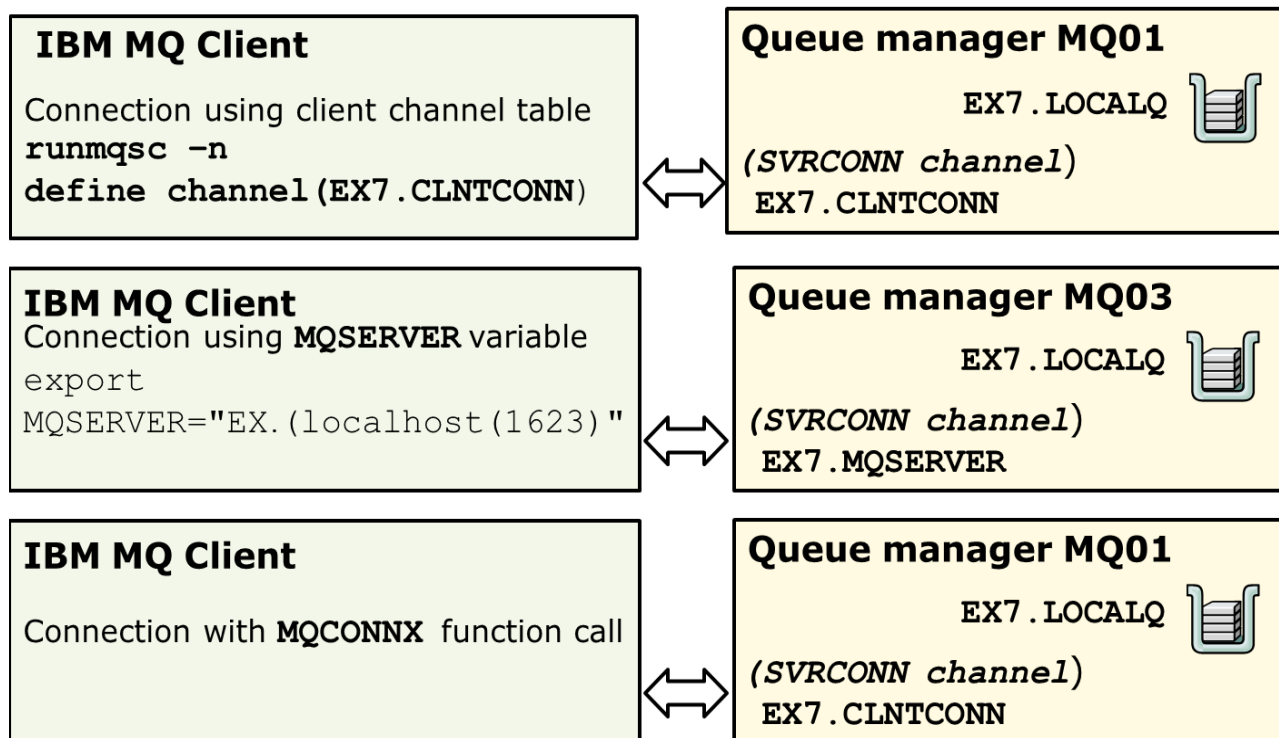 IBM MQ Client
Connection using client channel table
runmqsc –n
define channel(EX7.CLNTCONN)
Queue manager MQ01
EX7.LOCALQ
(SVRCONN channel)
EX7.CLNTCONN
IBM MQ Client
Connection using MQSERVER variable
export
MQSERVER="EX.(localhost(1623)"
Queue manager MQ03
EX7.LOCALQ
(SVRCONN channel)
EX7.MQSERVER
IBM MQ Client
Connection with MQCONNX function call
Queue manager MQ01
EX7.LOCALQ
(SVRCONN channel)
EX7.CLNTCONN